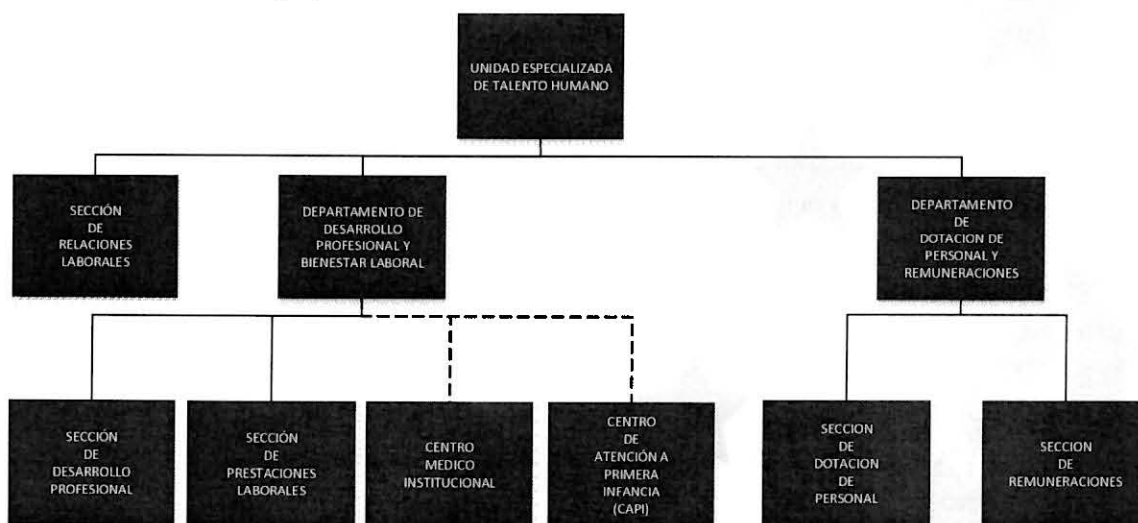 UNIDAD ESPECIALIZADA
DE TALENTO HUMANO
SECCIÓN
DE
RELACIONES
LABORALES
DEPARTAMENTO DE
DESARROLLO
PROFESIONAL Y
BIENESTAR LABORAL
DEPARTAMENTO
DE
DOTACION DE
PERSONAL Y
REMUNERACIONES
SECCIÓN
DE
DESARROLLO
PROFESIONAL
SECCIÓN
DE
PRESTACIONES
LABORALES
CENTRO
MEDICO
INSTITUCIONAL
CENTRO
DE
ATENCIÓN A
PRIMERA
INFANCIA
(CAPI)
SECCION
DE
DOTACION
DE
PERSONAL
SECCION
DE
REMUNERACIONES